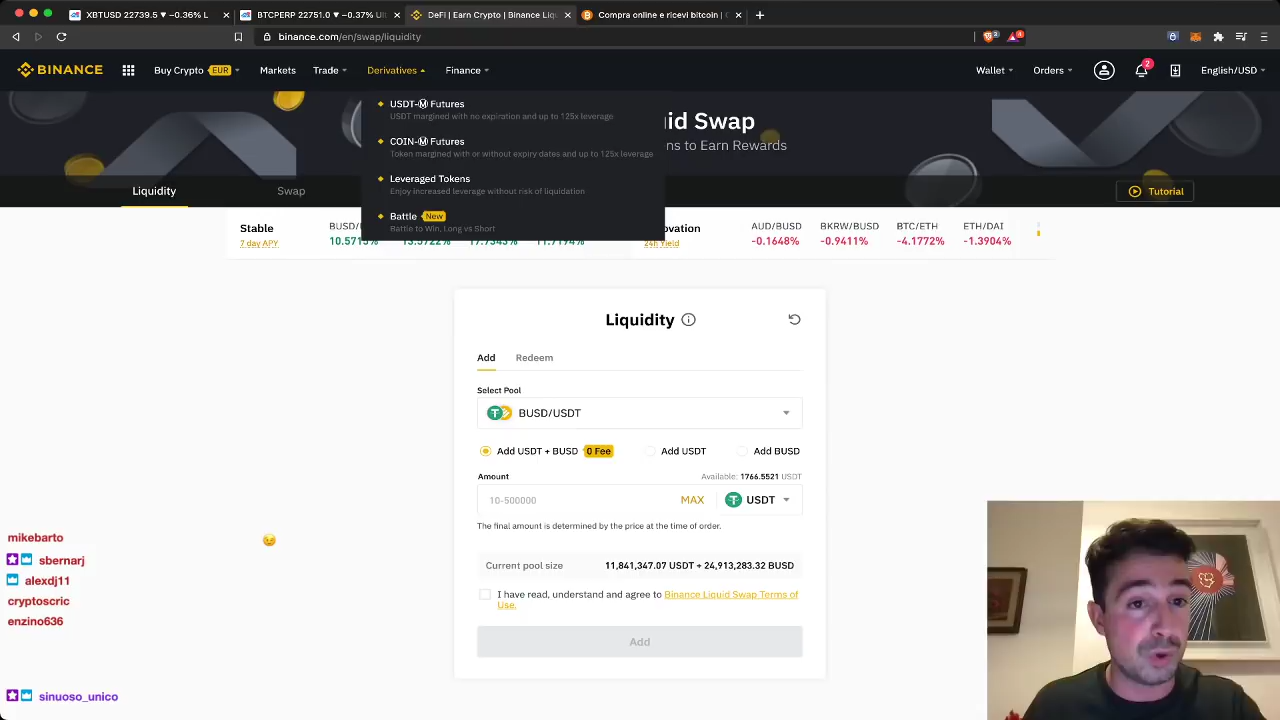 XBTUSD 22739.5 ▼ −0.36% L
BTCPERP 22751.0 ▼ −0.37%
DeFi | Earn Crypto | Binance Liq
Compra online e ricevi bitcoin |
binance.com/en/swap/liquidity
BINANCE
Buy Crypto EUR
Markets
Trade
Derivatives
Finance
Wallet
Orders
2
English/USD
USDT-Ⓜ Futures
USDT margined with no expiration and up to 125x leverage
COIN-Ⓜ Futures
Token margined with or without expiry dates and up to 125x leverage
Leveraged Tokens
Enjoy increased leverage without risk of liquidation
Battle New
Battle to Win, Long vs Short
id Swap
ns to Earn Rewards
Liquidity
Swap
Tutorial
Stable
7 day APY
BUSD/
AUD/BUSD
-0.1648%
BKRW/BUSD
-0.9411%
BTC/ETH
-4.1772%
ETH/DAI
-1.3904%
ovation
24h Yield
Liquidity
Add
Redeem
Select Pool
BUSD/USDT
Add USDT + BUSD 0 Fee
Add USDT
Add BUSD
Amount
Available: 1766.5521 USDT
10-500000
MAX
USDT
The final amount is determined by the price at the time of order.
Current pool size
11,841,347.07 USDT + 24,913,283.32 BUSD
I have read, understand and agree to Binance Liquid Swap Terms of
Use.
Add
mikebarto
sbernarj
alexdj11
cryptoscric
enzino636
sinuoso_unico